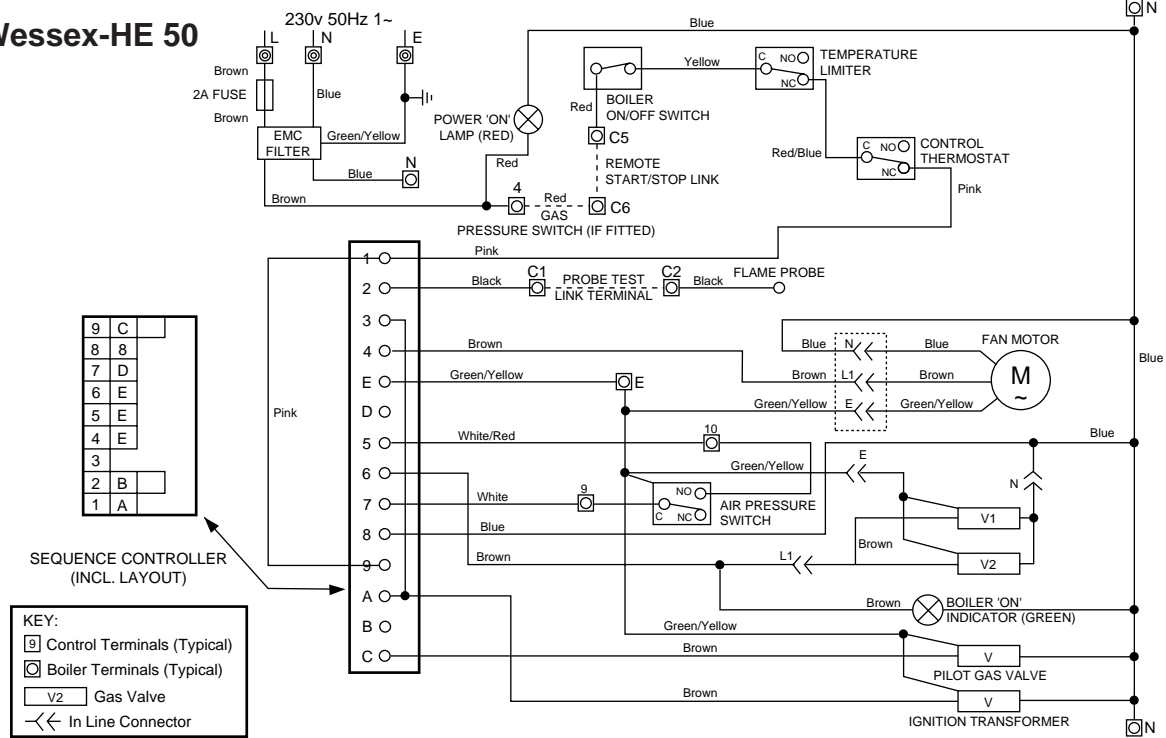 Wessex-HE 50
230v 50Hz 1~
L N E
Brown
2A FUSE
Brown
Blue
EMC
FILTER
Green/Yellow
Blue
N
Brown
POWER 'ON'
LAMP (RED)
Red
4
Red
GAS
PRESSURE SWITCH (IF FITTED)
Blue
BOILER
ON/OFF SWITCH
Red
C5
REMOTE
START/STOP LINK
C6
Yellow
C NO
NC
TEMPERATURE
LIMITER
Red/Blue
C NO
NC
CONTROL
THERMOSTAT
Pink
N
Pink
1
2
3
4
E
D
5
6
7
8
9
A
B
C
Pink
Black
C1
PROBE TEST
LINK TERMINAL
C2
Black
FLAME PROBE
Brown
Green/Yellow
E
White/Red
10
White
9
Blue
Brown
Blue N Blue
Brown L1 Brown
Green/Yellow E Green/Yellow
FAN MOTOR
M
~
Blue
Blue
Green/Yellow
E
N
NO
C NC
AIR PRESSURE
SWITCH
V1
Brown
V2
L1
Brown
BOILER 'ON'
INDICATOR (GREEN)
Green/Yellow
Brown
V
PILOT GAS VALVE
Brown
V
IGNITION TRANSFORMER
N
9 C
8 8
7 D
6 E
5 E
4 E
3
2 B
1 A
SEQUENCE CONTROLLER
(INCL. LAYOUT)
KEY:
9 Control Terminals (Typical)
Boiler Terminals (Typical)
V2 Gas Valve
In Line Connector